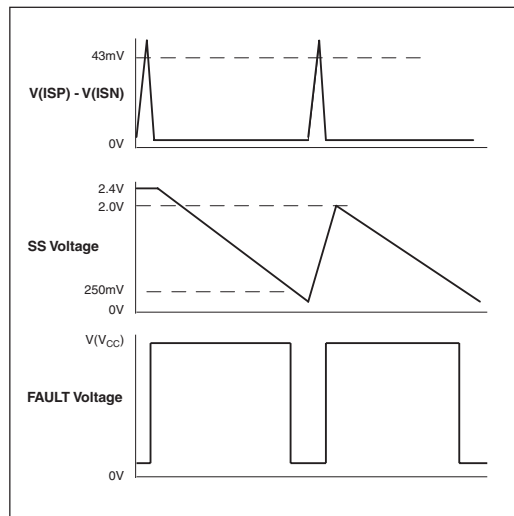 43mV
V(ISP) - V(ISN)
0V
2.4V
2.0V
SS Voltage
250mV
0V
V(VCC)
FAULT Voltage
0V